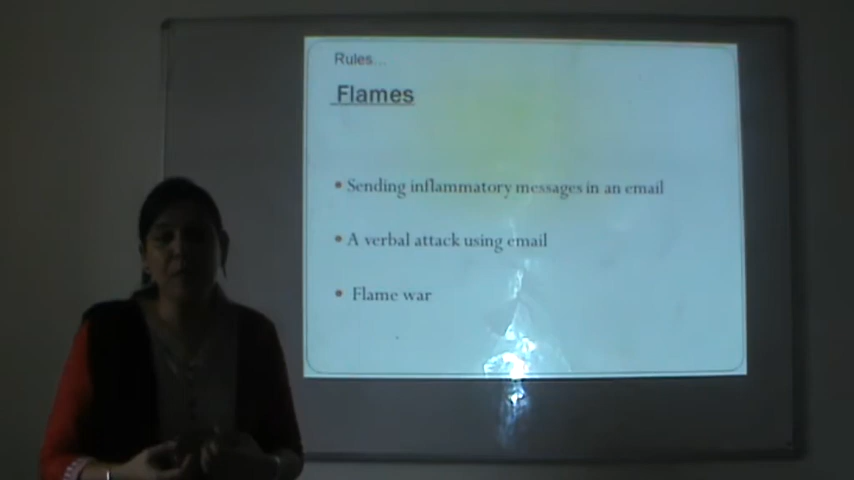 Rules...
Flames
• Sending inflammatory messages in an email
• A verbal attack using email
• Flame war